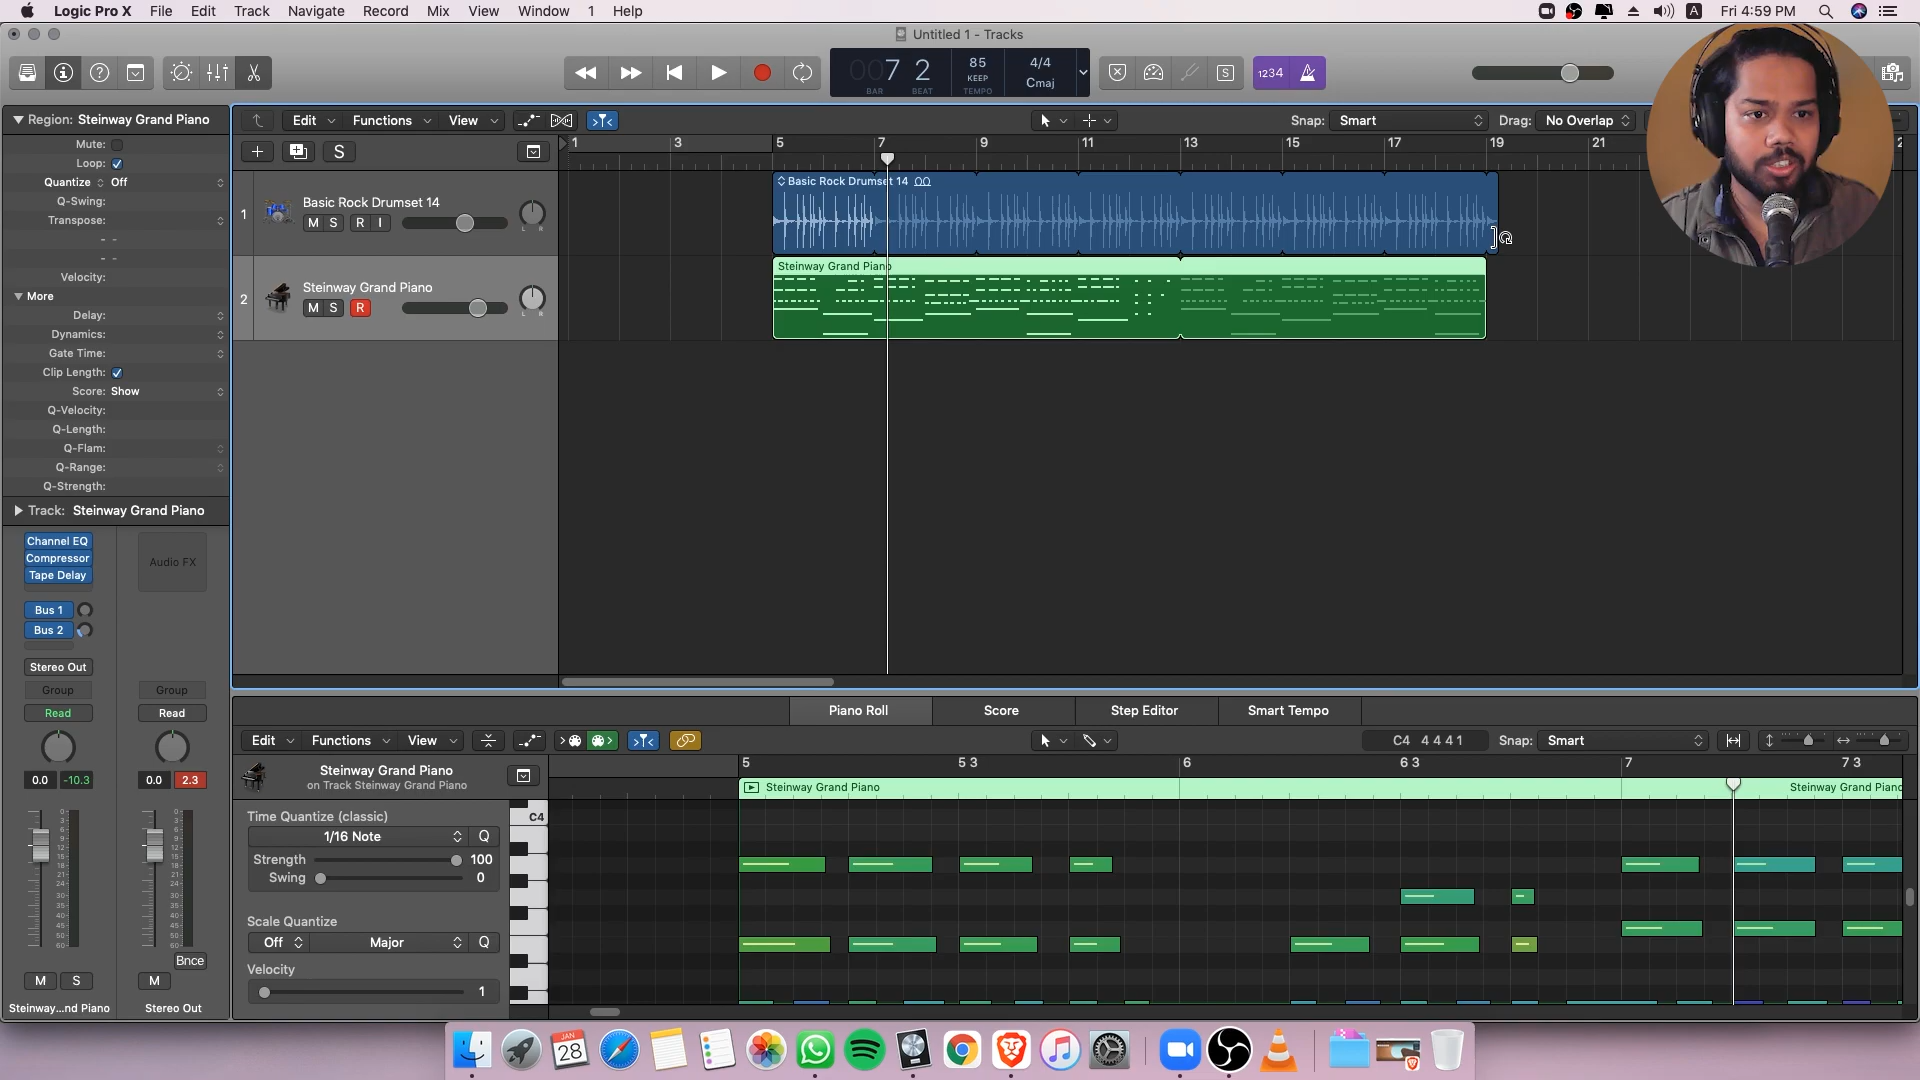 Logic Pro X File Edit Track Navigate Record Mix View Window 1 Help
A Fri 4:59 PM
Untitled 1 - Tracks
007 2 85 4/4
KEEP Cmaj
BAR BEAT TEMPO
S 1234
Region: Steinway Grand Piano
Mute:
Loop:
Quantize Off
Q-Swing:
Transpose:
- -
- -
Velocity:
More
Delay:
Dynamics:
Gate Time:
Clip Length:
Score: Show
Q-Velocity:
Q-Length:
Q-Flam:
Q-Range:
Q-Strength:
Track: Steinway Grand Piano
Channel EQ
Compressor
Tape Delay
Audio FX
Bus 1
Bus 2
Stereo Out
Group Group
Read Read
0.0 -10.3 0.0 2.3
Bnce
M S M
Steinway...nd Piano Stereo Out
Edit Functions View Snap: Smart Drag: No Overlap
S
1 3 5 7 9 11 13 15 17 19 21
1 Basic Rock Drumset 14
M S R I
L R
Basic Rock Drumset 14
2 Steinway Grand Piano
M S R
L R
Steinway Grand Piano
Piano Roll Score Step Editor Smart Tempo
Edit Functions View C4 4 4 4 1 Snap: Smart
5 5 3 6 6 3 7 7 3
Steinway Grand Piano
on Track Steinway Grand Piano
Steinway Grand Piano Steinway Grand Piano
Time Quantize (classic)
1/16 Note Q
Strength 100
Swing 0
Scale Quantize
Off Major Q
Velocity
1
C4
JAN
28